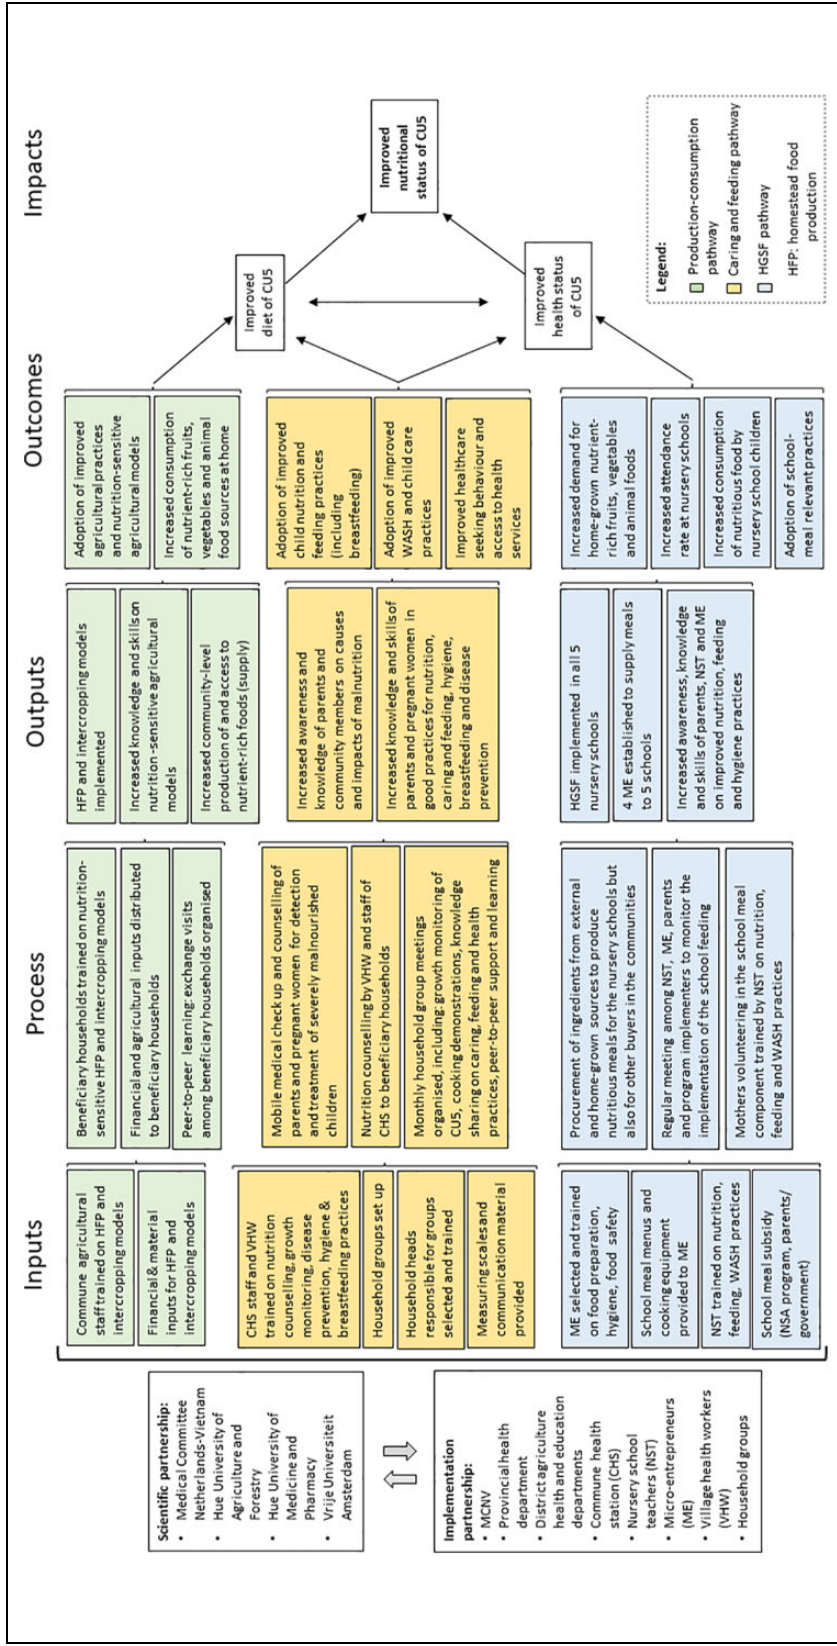 Inputs
Process
Outputs
Outcomes
Impacts
Scientific partnership:
• Medical Committee
Netherlands-Vietnam
• Hue University of
Agriculture and
Forestry
• Hue University of
Medicine and
Pharmacy
• Vrije Universiteit
Amsterdam
Implementation
partnership:
• MCNV
• Provincial health
department
• District agriculture
health and education
departments
• Commune health
station (CHS)
• Nursery school
teachers (NST)
• Micro-entrepreneurs
(ME)
• Village health workers
(VHW)
• Household groups
Commune agricultural
staff trained on HFP and
intercropping models
Financial & material
inputs for HFP and
intercropping models
Beneficiary households trained on nutrition-
sensitive HFP and intercropping models
Financial and agricultural inputs distributed
to beneficiary households
Peer-to-peer learning: exchange visits
among beneficiary households organised
HFP and intercropping models
implemented
Increased knowledge and skills on
nutrition-sensitive agricultural
models
Increased community-level
production of and access to
nutrient-rich foods (supply)
Adoption of improved
agricultural practices
and nutrition-sensitive
agricultural models
Increased consumption
of nutrient-rich fruits,
vegetables and animal
food sources at home
CHS staff and VHW
trained on nutrition
counselling, growth
monitoring, disease
prevention, hygiene &
breastfeeding practices
Household groups set up
Household heads
responsible for groups
selected and trained
Measuring scales and
communication material
provided
Mobile medical check up and counselling of
parents and pregnant women for detection
and treatment of severely malnourished
children
Nutrition counselling by VHW and staff of
CHS to beneficiary households
Monthly household group meetings
organised, including: growth monitoring of
CU5, cooking demonstrations, knowledge
sharing on caring, feeding and health
practices, peer-to-peer support and learning
Increased awareness and
knowledge of parents and
community members on causes
and impacts of malnutrition
Increased knowledge and skills of
parents and pregnant women in
good practices for nutrition,
caring and feeding, hygiene,
breastfeeding and disease
prevention
Adoption of improved
child nutrition and
feeding practices
(including
breastfeeding)
Adoption of improved
WASH and child care
practices
Improved healthcare
seeking behaviour and
access to health
services
ME selected and trained
on food preparation,
hygiene, food safety
School meal menus and
cooking equipment
provided to ME
NST trained on nutrition,
feeding, WASH practices
School meal subsidy
(NSA program, parents/
government)
Procurement of ingredients from external
and home-grown sources to produce
nutritious meals for the nursery schools but
also for other buyers in the communities
Regular meeting among NST, ME, parents
and program implementers to monitor the
implementation of the school feeding
Mothers volunteering in the school meal
component trained by NST on nutrition,
feeding and WASH practices
HGSF implemented in all 5
nursery schools
4 ME established to supply meals
to 5 schools
Increased awareness, knowledge
and skills of parents, NST and ME
on improved nutrition, feeding
and hygiene practices
Increased demand for
home-grown nutrient-
rich fruits, vegetables
and animal foods
Increased attendance
rate at nursery schools
Increased consumption
of nutritious food by
nursery school children
Adoption of school-
meal relevant practices
Improved
diet of CU5
Improved
health status
of CU5
Improved
nutritional
status of CU5
Legend:
Production-consumption
pathway
Caring and feeding pathway
HGSF pathway
HFP: homestead food
production